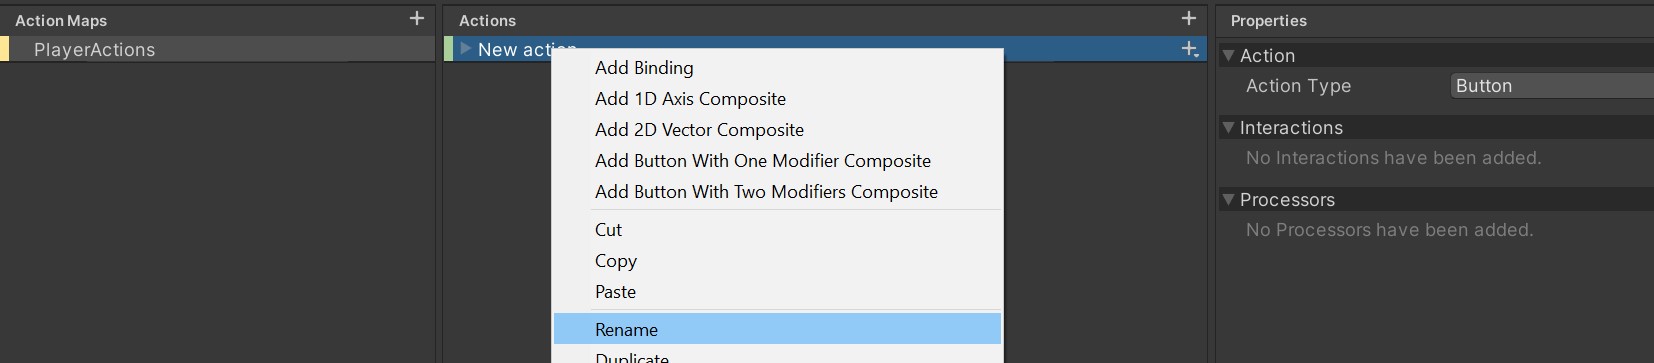 Action Maps
PlayerActions
Actions
New action
Add Binding
Add 1D Axis Composite
Add 2D Vector Composite
Add Button With One Modifier Composite
Add Button With Two Modifiers Composite
Cut
Copy
Paste
Rename
Duplicate
Properties
Action
Action Type Button
Interactions
No Interactions have been added.
Processors
No Processors have been added.